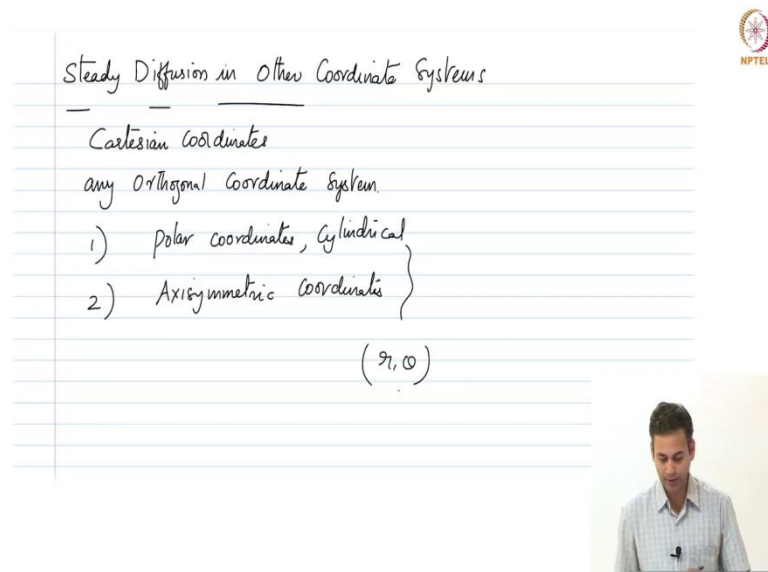 Steady Diffusion in Other Coordinate Systems
Cartesian Coordinates
any Orthogonal Coordinate System.
1) Polar coordinates, Cylindrical
2) Axisymmetric Coordinates
(r, θ)
NPTEL